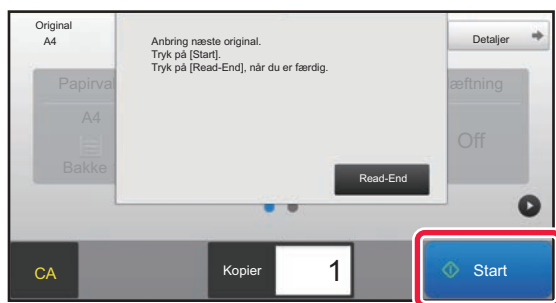 Original
A4
Anbring næste original.
Tryk på [Start].
Tryk på [Read-End], når du er færdig.
Detaljer
Papirval
A4
Bakke
æftning
Off
Read-End
CA
Kopier
1
Start